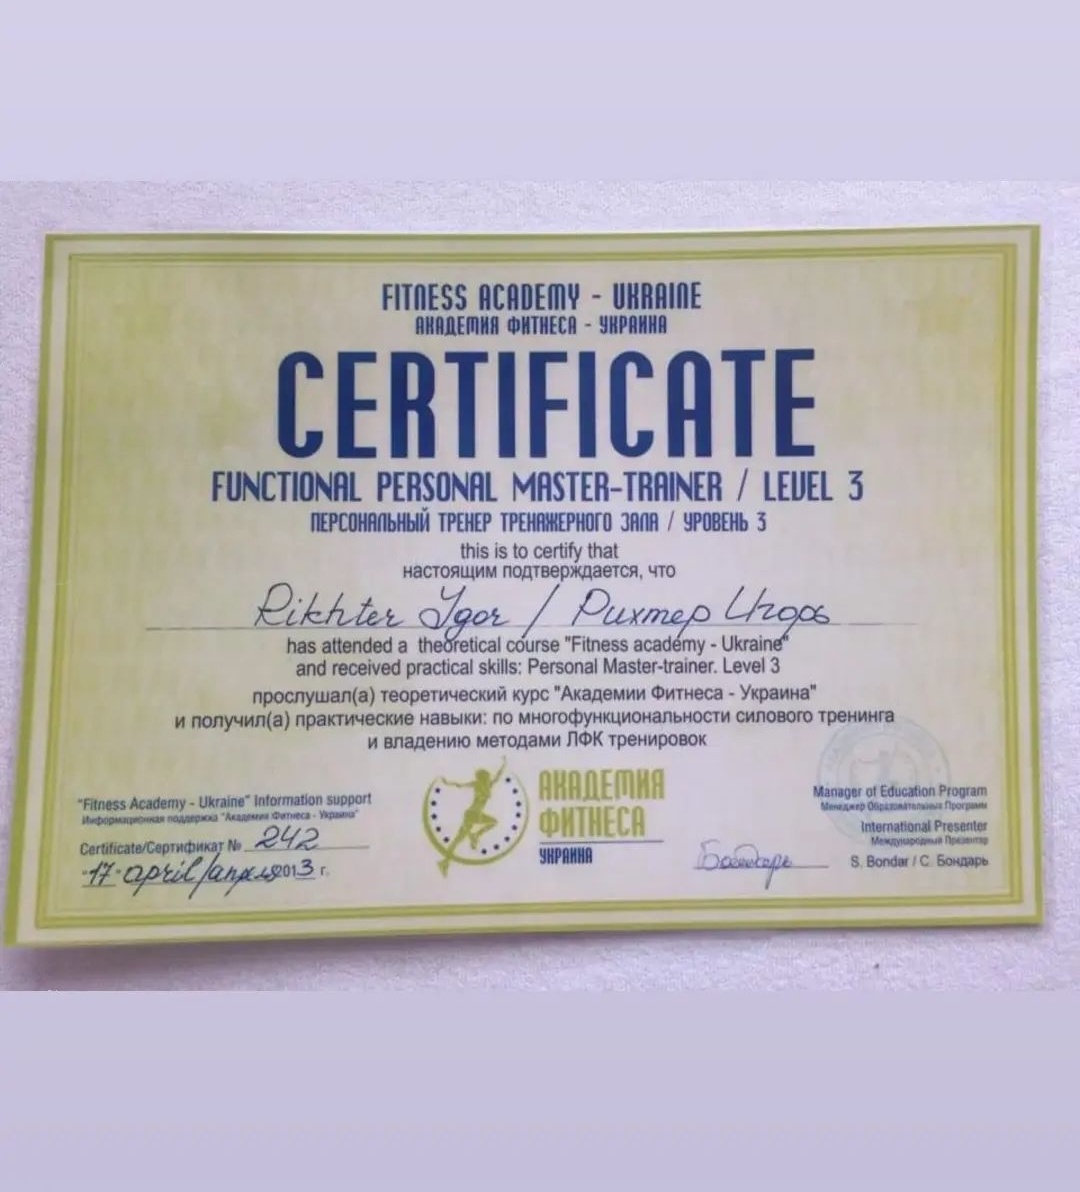 FITNESS ACADEMY - UKRAINE
АКАДЕМИЯ ФИТНЕСА - УКРАИНА
CERTIFICATE
FUNCTIONAL PERSONAL MASTER-TRAINER / LEVEL 3
ПЕРСОНАЛЬНЫЙ ТРЕНЕР ТРЕНАЖЕРНОГО ЗАЛА / УРОВЕНЬ 3
this is to certify that
настоящим подтверждается, что
Rikhter Igor / Рихтер Игорь
has attended a theoretical course "Fitness academy - Ukraine"
and received practical skills: Personal Master-trainer. Level 3
прослушал(а) теоретический курс "Академии Фитнеса - Украина"
и получил(а) практические навыки: по многофункциональности силового тренинга
и владению методами ЛФК тренировок
"Fitness Academy - Ukraine" Information support
Информационная поддержка "Академия Фитнеса - Украина"
Certificate/Сертификат № 242
"17" april/апреля 2013 г.
АКАДЕМИЯ
ФИТНЕСА
УКРАИНА
Manager of Education Program
Менеджер Образовательных Программ
International Presenter
Международный Презентер
Бондарь S. Bondar / С. Бондарь